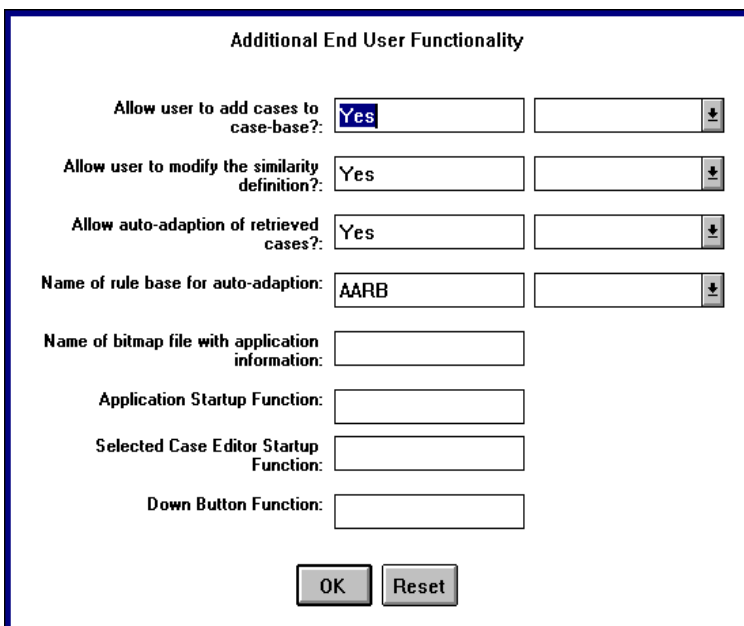 Additional End User Functionality
Allow user to add cases to
case-base?:
Yes
Allow user to modify the similarity
definition?:
Yes
Allow auto-adaption of retrieved
cases?:
Yes
Name of rule base for auto-adaption:
AARB
Name of bitmap file with application
information:
Application Startup Function:
Selected Case Editor Startup
Function:
Down Button Function:
OK
Reset